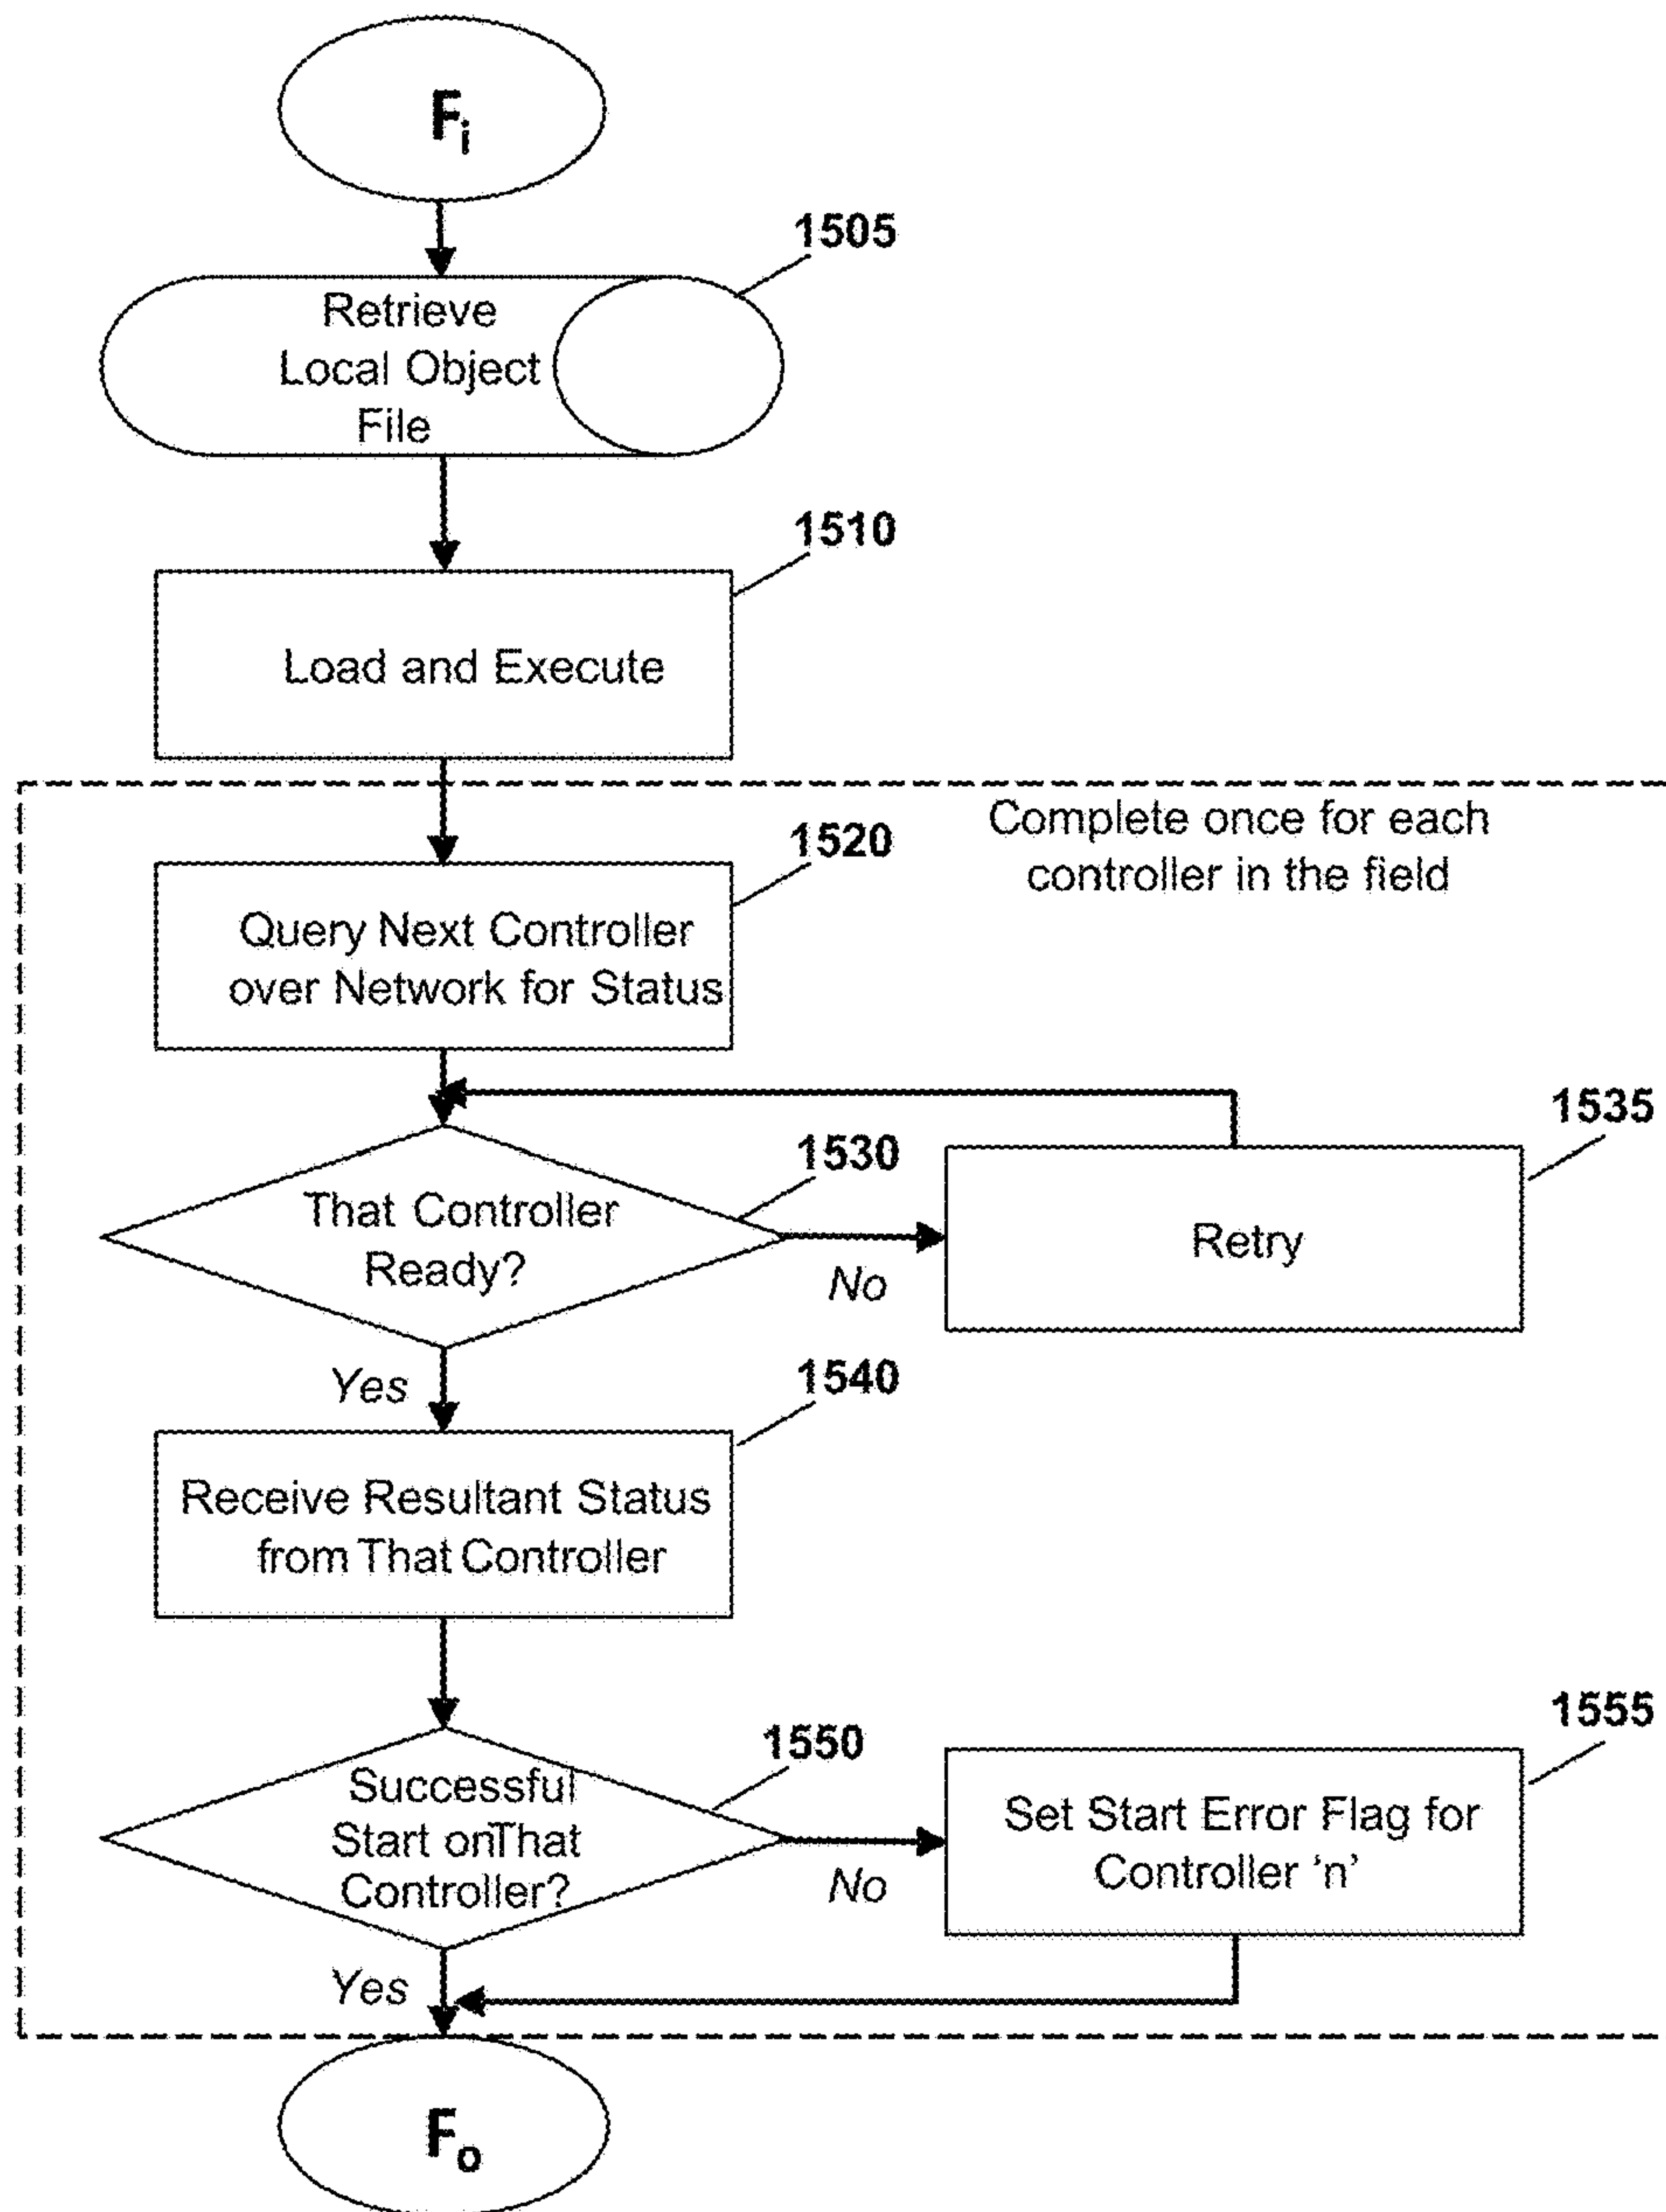 Fi
1505
Retrieve
Local Object
File
1510
Load and Execute
Complete once for each
controller in the field
1520
Query Next Controller
over Network for Status
1535
1530
That Controller
Ready?
No
Retry
Yes
1540
Receive Resultant Status
from That Controller
1555
1550
Successful
Start onThat
Controller?
No
Set Start Error Flag for
Controller ‘n’
Yes
Fo